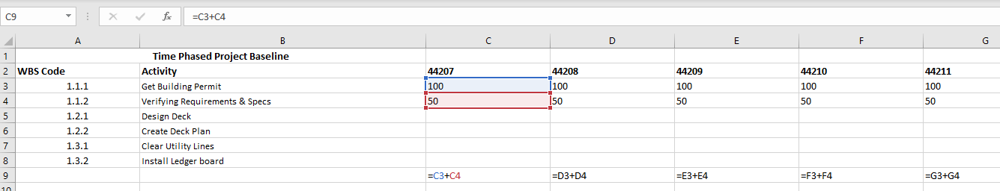 C9 fx =C3+C4
A B C D E F G
1 Time Phased Project Baseline
2 WBS Code Activity 44207 44208 44209 44210 44211
3 1.1.1 Get Building Permit 100 100 100 100 100
4 1.1.2 Verifying Requirements & Specs 50 50 50 50 50
5 1.2.1 Design Deck
6 1.2.2 Create Deck Plan
7 1.3.1 Clear Utility Lines
8 1.3.2 Install Ledger board
9 =C3+C4 =D3+D4 =E3+E4 =F3+F4 =G3+G4
10